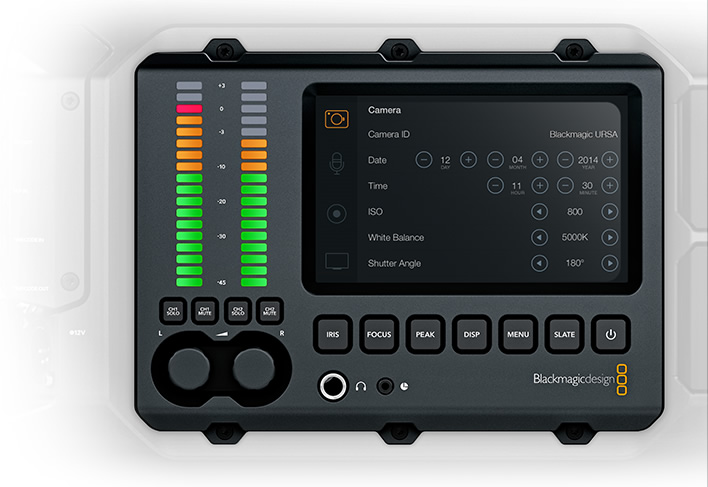 +3
0
-3
-10
-20
-30
-45
Camera
Camera ID Blackmagic URSA
Date − 12 + − 04 + − 2014 +
DAY MONTH YEAR
Time − 11 + − 30 +
HOUR MINUTE
ISO 800
White Balance 5000K
Shutter Angle 180°
CH1 SOLO
CH1 MUTE
CH2 SOLO
CH2 MUTE
L R
IRIS FOCUS PEAK DISP MENU SLATE
Blackmagicdesign